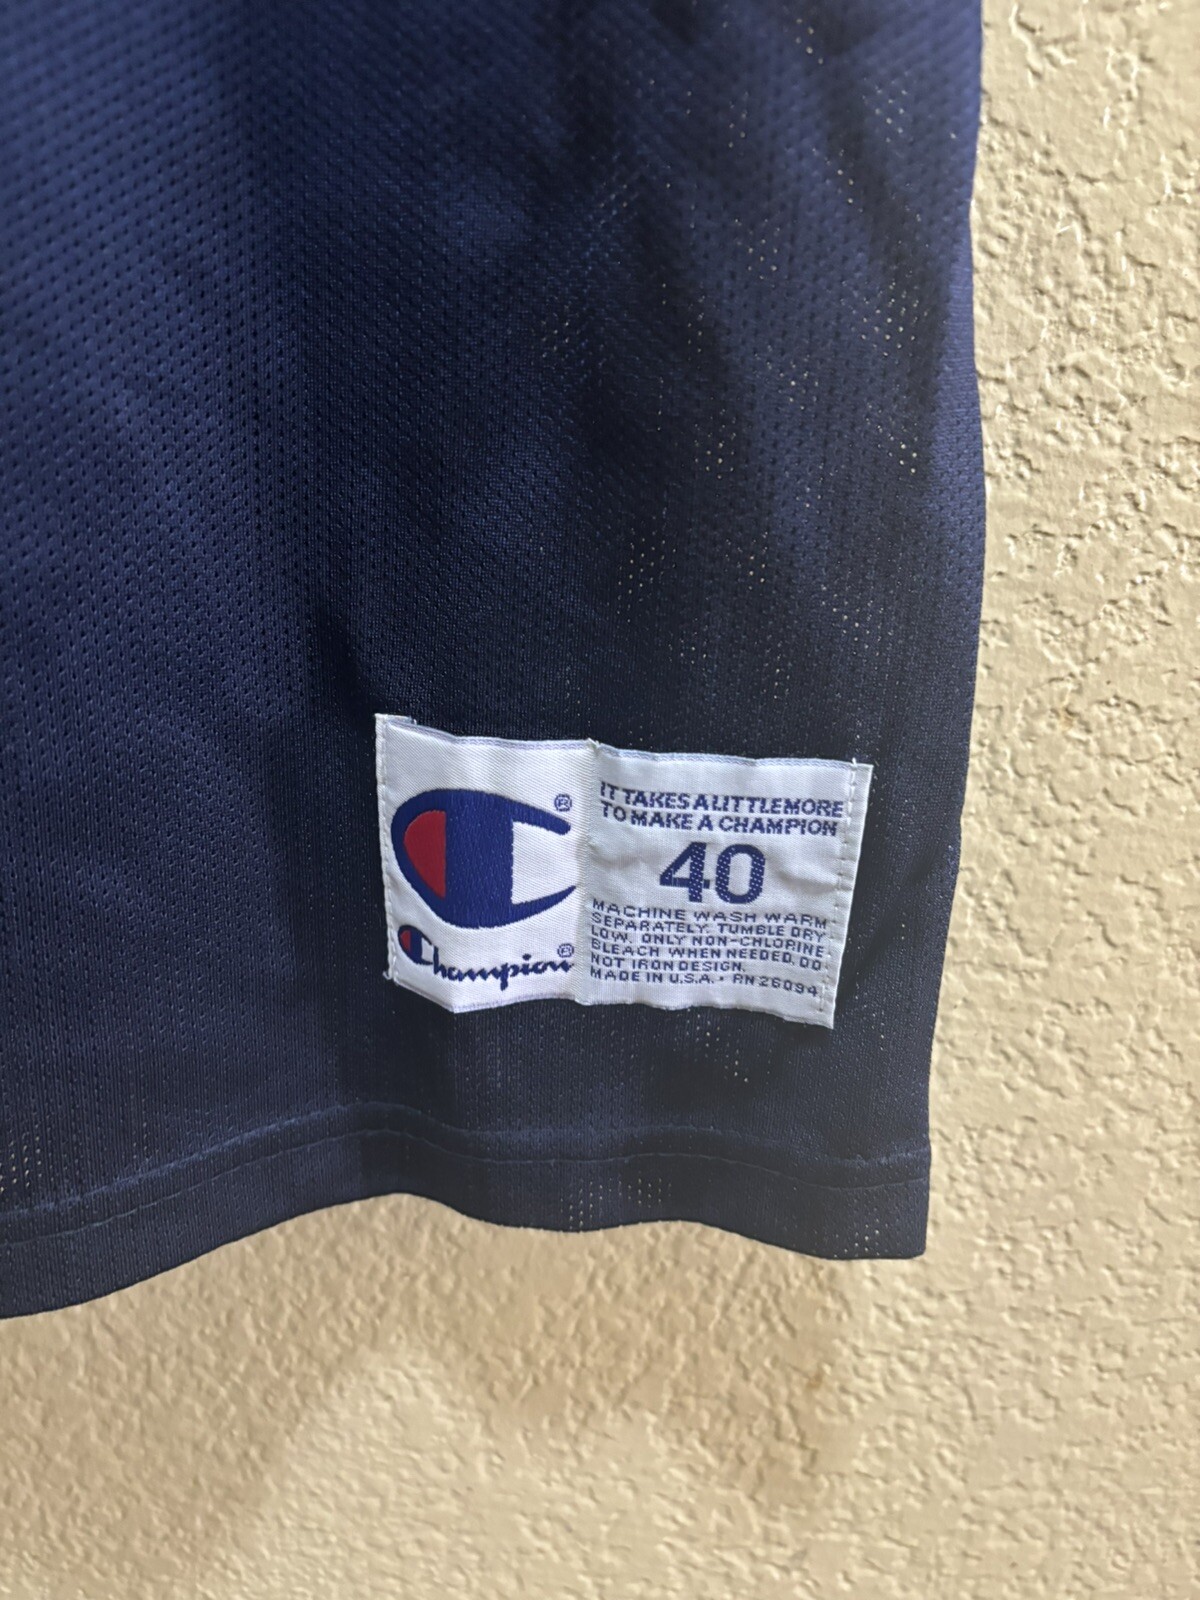 ®
Champion®
IT TAKES A LITTLE MORE
TO MAKE A CHAMPION
40
MACHINE WASH WARM
SEPARATELY. TUMBLE DRY
LOW. ONLY NON-CHLORINE
BLEACH WHEN NEEDED. DO
NOT IRON DESIGN.
MADE IN U.S.A. • RN 26094